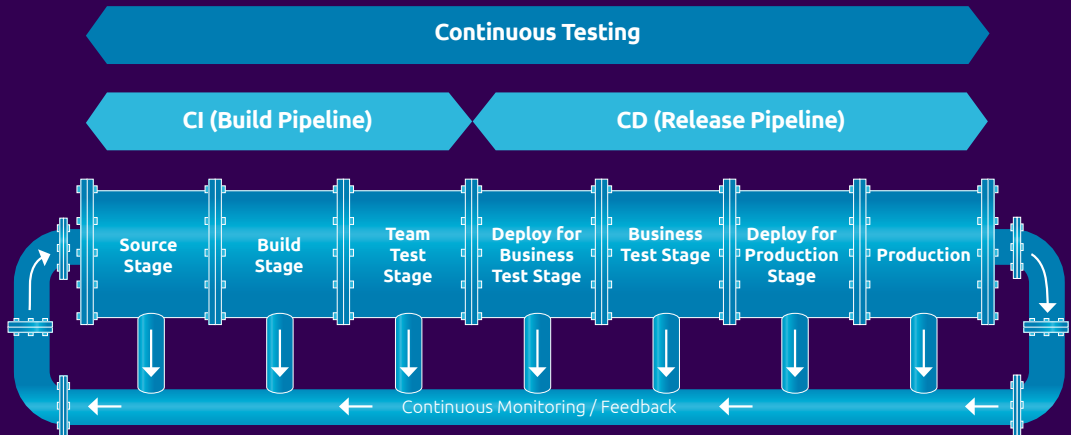 Continuous Testing
CI (Build Pipeline)
CD (Release Pipeline)
Source
Stage
Build
Stage
Team
Test
Stage
Deploy for
Business
Test Stage
Business
Test Stage
Deploy for
Production
Stage
Production
Continuous Monitoring / Feedback